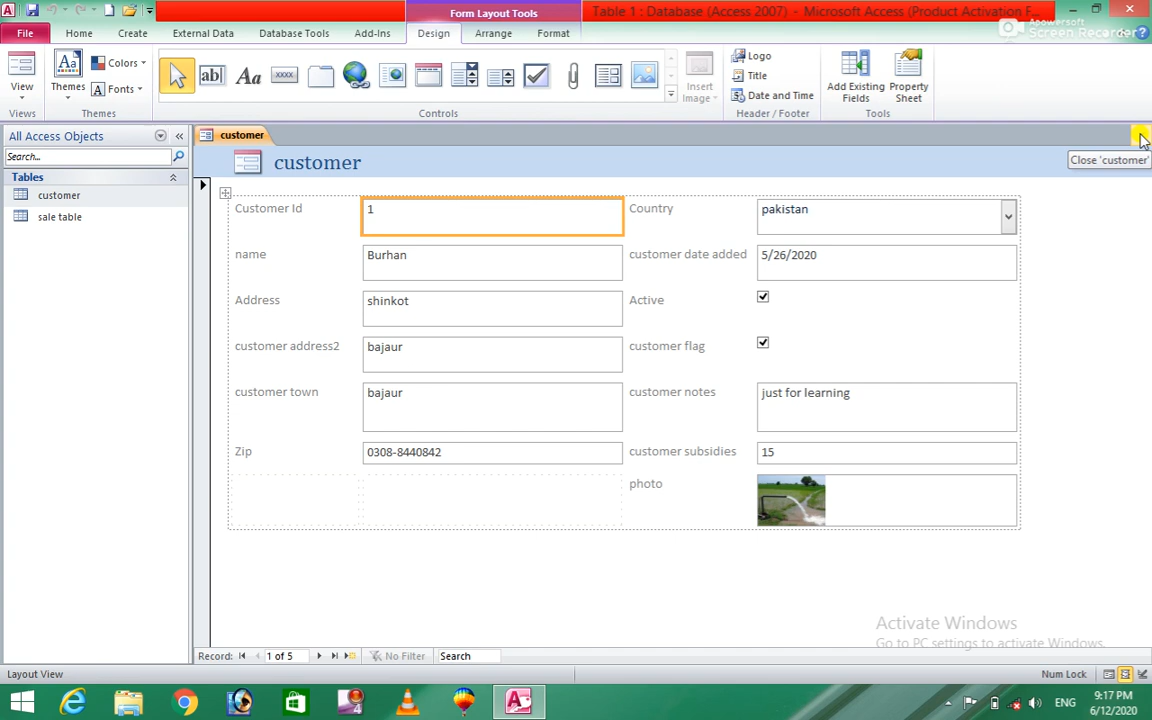 Form Layout Tools
Table 1 : Database (Access 2007) - Microsoft Access (Product Activation F...
File
Home
Create
External Data
Database Tools
Add-Ins
Design
Arrange
Format
Apowersoft
Screen Recorder
View
Themes
Colors
Fonts
ab
Aa
xxxx
Insert
Image
Logo
Title
Date and Time
Add Existing
Fields
Property
Sheet
Views
Themes
Controls
Header / Footer
Tools
All Access Objects
Search...
Tables
customer
sale table
customer
Close 'customer'
customer
Customer Id
1
Country
pakistan
name
Burhan
customer date added
5/26/2020
Address
shinkot
Active
customer address2
bajaur
customer flag
customer town
bajaur
customer notes
just for learning
Zip
0308-8440842
customer subsidies
15
photo
Activate Windows
Go to PC settings to activate Windows.
Record:
1 of 5
No Filter
Search
Layout View
Num Lock
ENG
9:17 PM
6/12/2020